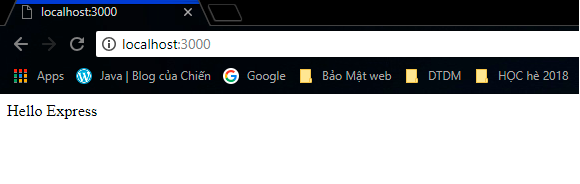 localhost:3000
localhost:3000
Apps Java | Blog của Chiến Google Bảo Mật web DTDM HỌC hè 2018
Hello Express